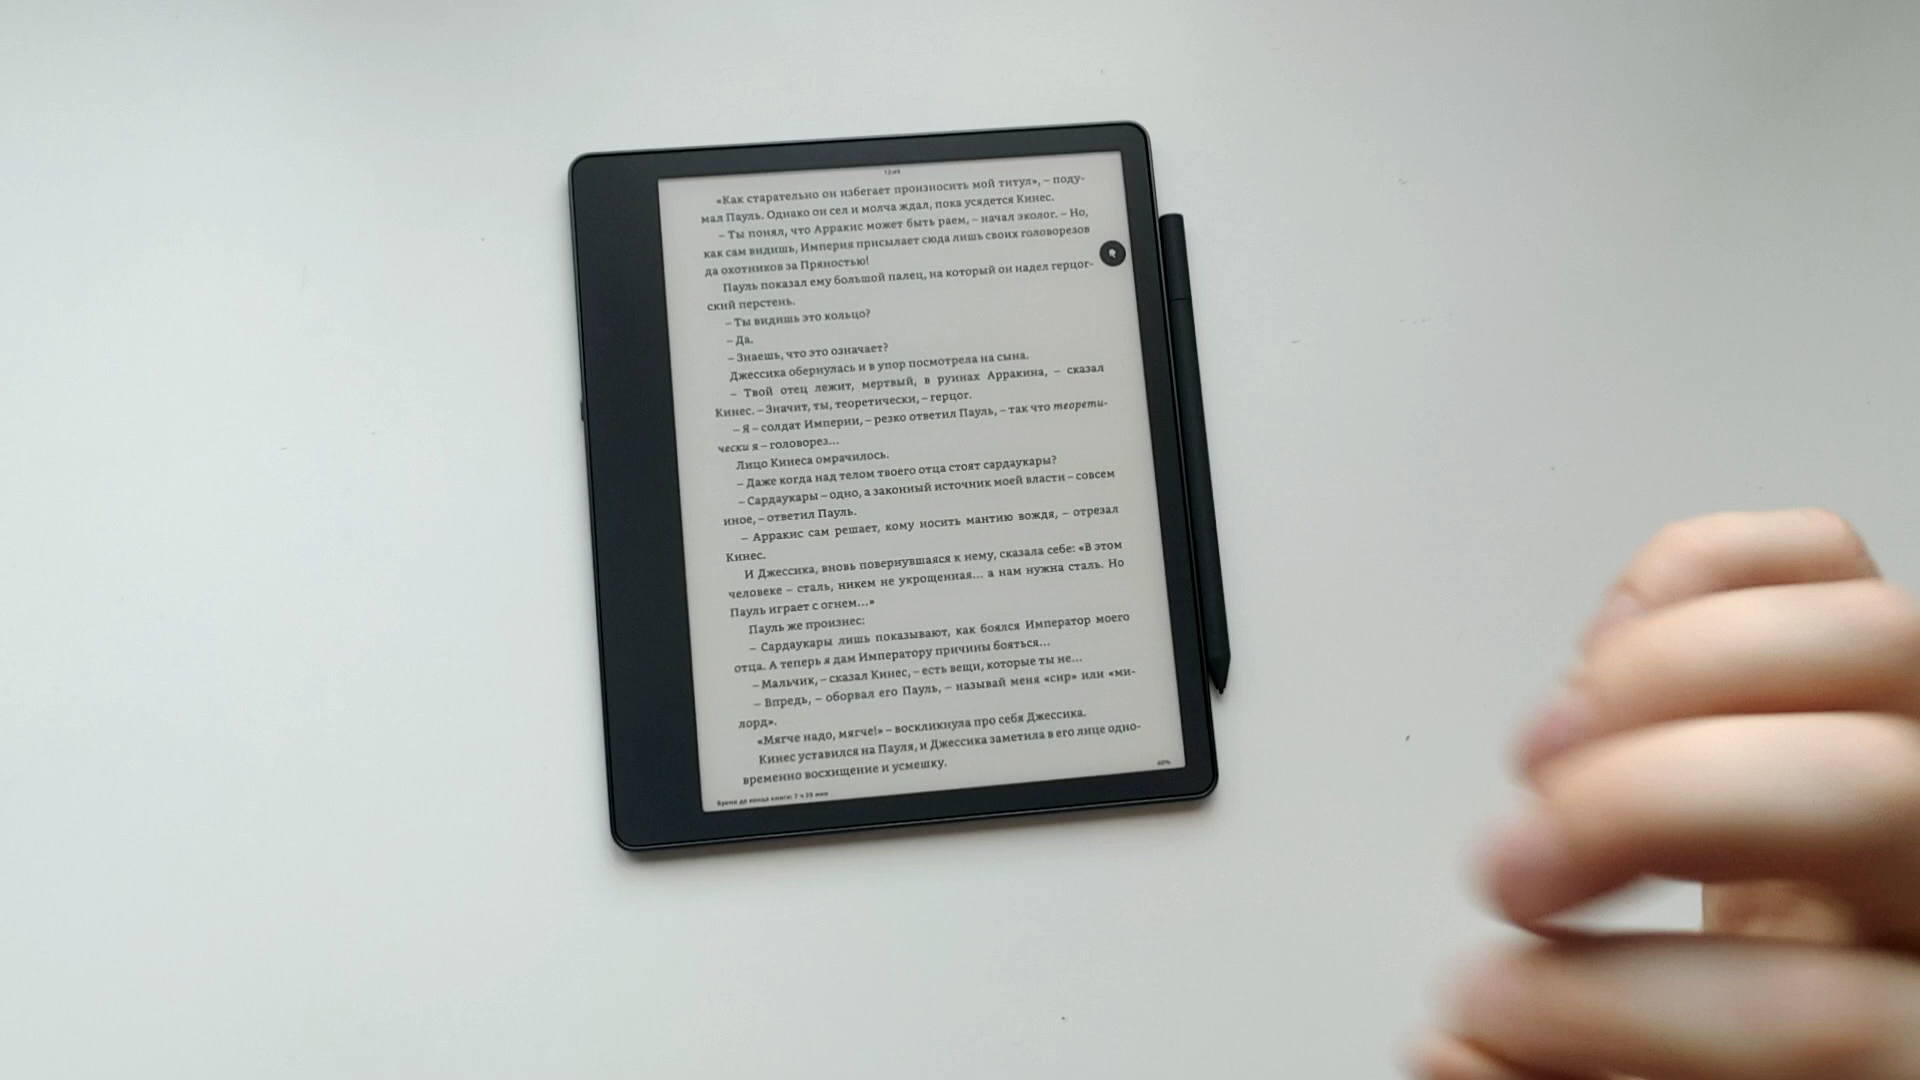 «Как старательно он избегает произносить мой титул», – поду-
мал Пауль. Однако он сел и молча ждал, пока усядется Кинес.
– Ты понял, что Арракис может быть раем, – начал эколог. – Но,
как сам видишь, Империя присылает сюда лишь своих головорезов
да охотников за Пряностью!
Пауль показал ему большой палец, на который он надел герцог-
ский перстень.
– Ты видишь это кольцо?
– Да.
– Знаешь, что это означает?
Джессика обернулась и в упор посмотрела на сына.
– Твой отец лежит, мертвый, в руинах Арракина, – сказал
Кинес. – Значит, ты, теоретически, – герцог.
– Я – солдат Империи, – резко ответил Пауль, – так что теорети-
чески я – головорез...
Лицо Кинеса омрачилось.
– Даже когда над телом твоего отца стоят сардаукары?
– Сардаукары – одно, а законный источник моей власти – совсем
иное, – ответил Пауль.
– Арракис сам решает, кому носить мантию вождя, – отрезал
Кинес.
И Джессика, вновь повернувшаяся к нему, сказала себе: «В этом
человеке – сталь, никем не укрощенная... а нам нужна сталь. Но
Пауль играет с огнем...»
Пауль же произнес:
– Сардаукары лишь показывают, как боялся Император моего
отца. А теперь я дам Императору причины бояться...
– Мальчик, – сказал Кинес, – есть вещи, которые ты не...
– Впредь, – оборвал его Пауль, – называй меня «сир» или «ми-
лорд».
«Мягче надо, мягче!» – воскликнула про себя Джессика.
Кинес уставился на Пауля, и Джессика заметила в его лице одно-
временно восхищение и усмешку.
Время до конца книги: 7 ч